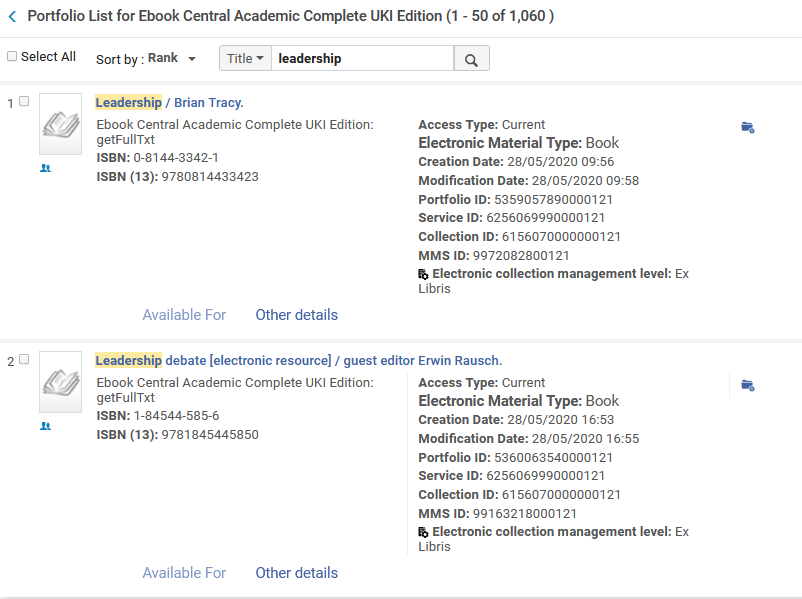 Portfolio List for Ebook Central Academic Complete UKI Edition (1 - 50 of 1,060 )
Select All
Sort by : Rank
Title
leadership
1
Leadership / Brian Tracy.
Ebook Central Academic Complete UKI Edition:
getFullTxt
ISBN: 0-8144-3342-1
ISBN (13): 9780814433423
Access Type: Current
Electronic Material Type: Book
Creation Date: 28/05/2020 09:56
Modification Date: 28/05/2020 09:58
Portfolio ID: 5359057890000121
Service ID: 6256069990000121
Collection ID: 6156070000000121
MMS ID: 9972082800121
Electronic collection management level: Ex
Libris
Available For
Other details
2
Leadership debate [electronic resource] / guest editor Erwin Rausch.
Ebook Central Academic Complete UKI Edition:
getFullTxt
ISBN: 1-84544-585-6
ISBN (13): 9781845445850
Access Type: Current
Electronic Material Type: Book
Creation Date: 28/05/2020 16:53
Modification Date: 28/05/2020 16:55
Portfolio ID: 5360063540000121
Service ID: 6256069990000121
Collection ID: 6156070000000121
MMS ID: 99163218000121
Electronic collection management level: Ex
Libris
Available For
Other details